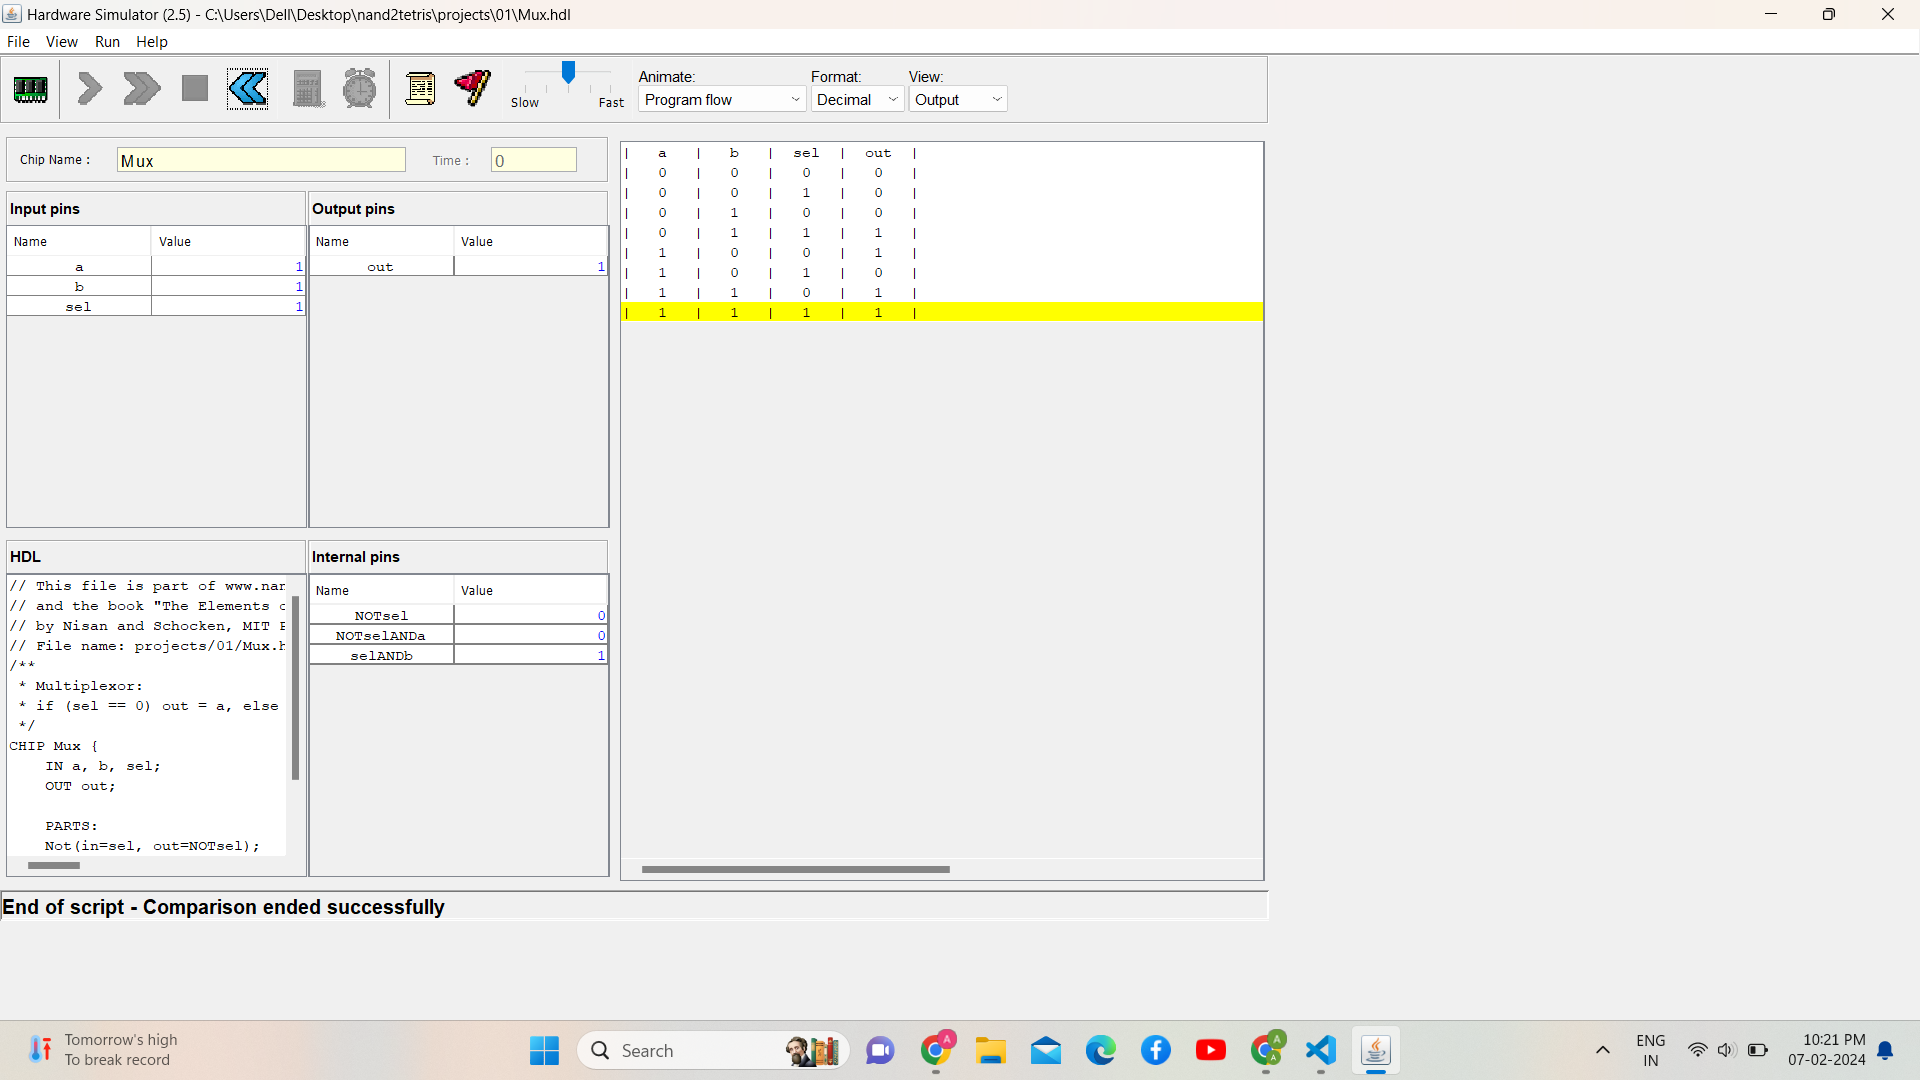 Hardware Simulator (2.5) - C:\Users\Dell\Desktop\nand2tetris\projects\01\Mux.hdl
File View Run Help
Slow Fast
Animate: Format: View:
Program flow Decimal Output
Chip Name : Mux Time : 0
Input pins
Name Value
a 1
b 1
sel 1
Output pins
Name Value
out 1
HDL
// This file is part of www.nan
// and the book "The Elements o
// by Nisan and Schocken, MIT P
// File name: projects/01/Mux.h
/**
* Multiplexor:
* if (sel == 0) out = a, else
*/
CHIP Mux {
IN a, b, sel;
OUT out;
PARTS:
Not(in=sel, out=NOTsel);
Internal pins
Name Value
NOTsel 0
NOTselANDa 0
selANDb 1
| a | b | sel | out |
| 0 | 0 | 0 | 0 |
| 0 | 0 | 1 | 0 |
| 0 | 1 | 0 | 0 |
| 0 | 1 | 1 | 1 |
| 1 | 0 | 0 | 1 |
| 1 | 0 | 1 | 0 |
| 1 | 1 | 0 | 1 |
| 1 | 1 | 1 | 1 |
End of script - Comparison ended successfully
Tomorrow's high
To break record
Search
A
A
A
ENG
IN
10:21 PM
07-02-2024